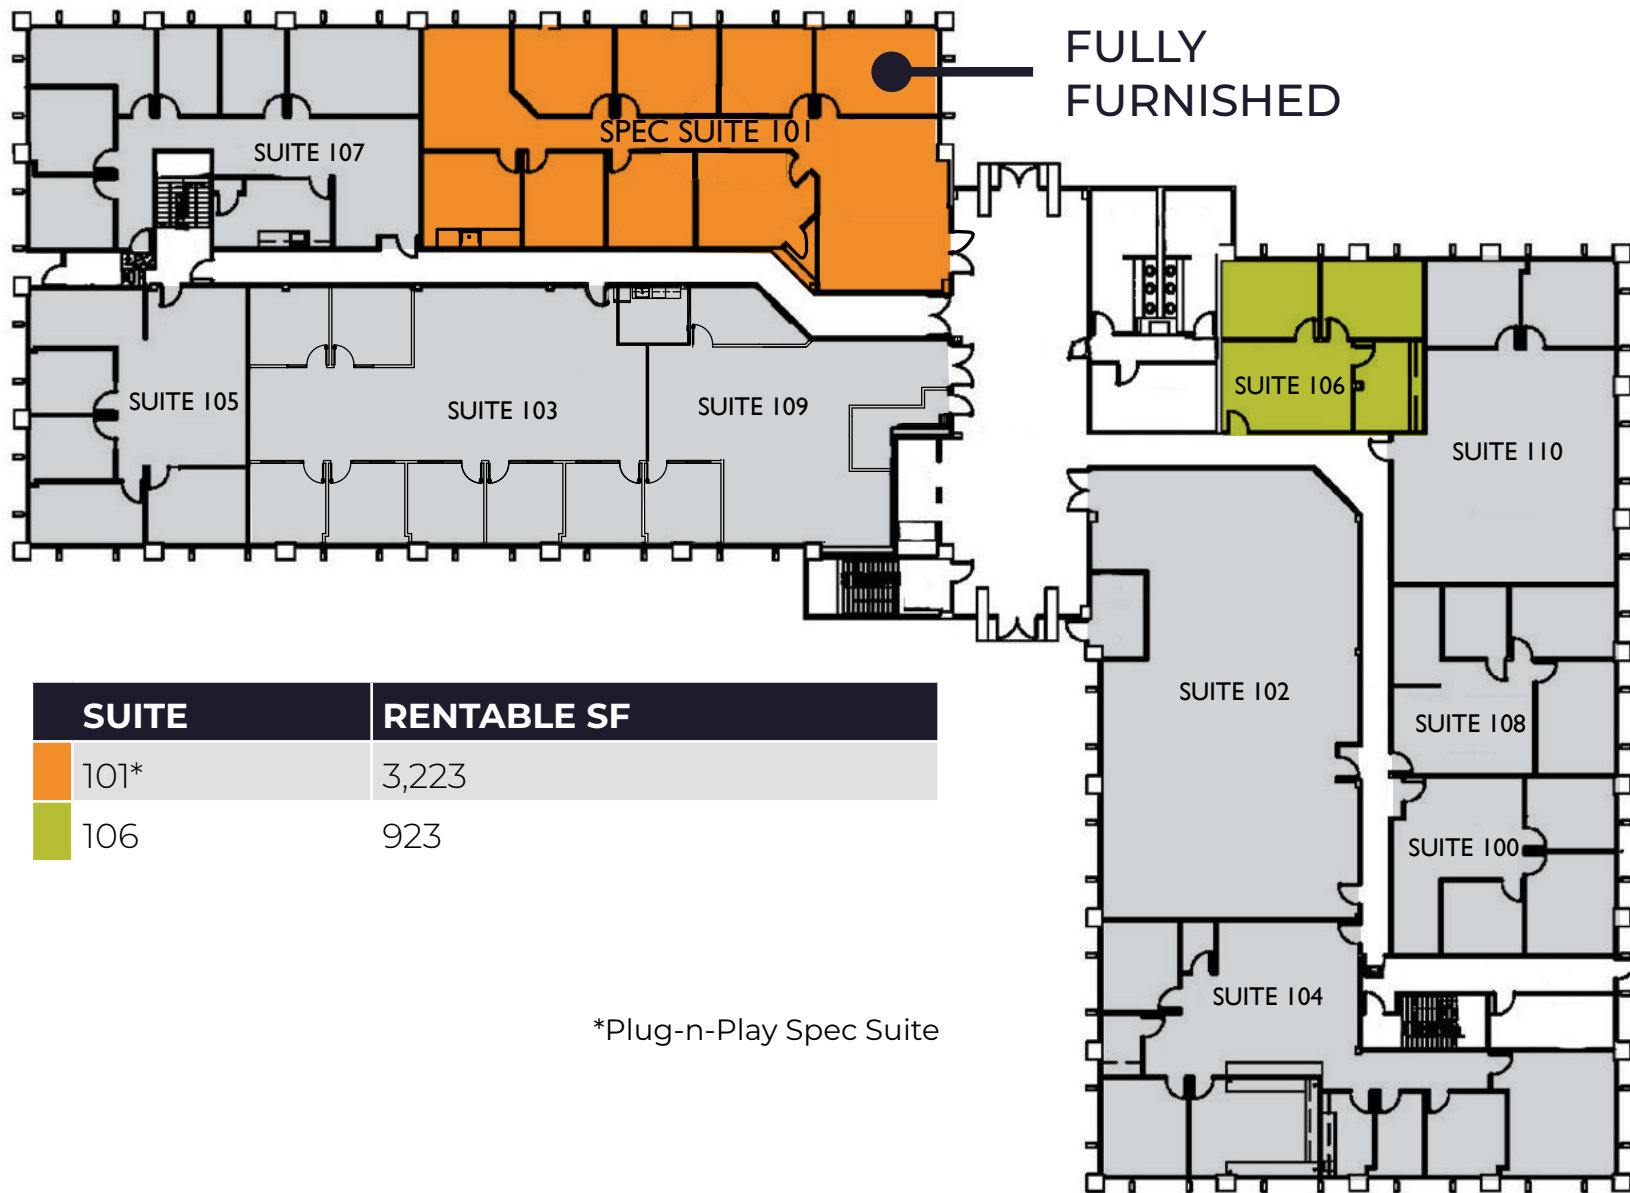 FULLY
FURNISHED
SPEC SUITE 101
SUITE 107
SUITE 105
SUITE 103
SUITE 109
SUITE 106
SUITE 110
SUITE 102
SUITE 108
SUITE 100
SUITE 104
SUITE RENTABLE SF
101* 3,223
106 923
*Plug-n-Play Spec Suite